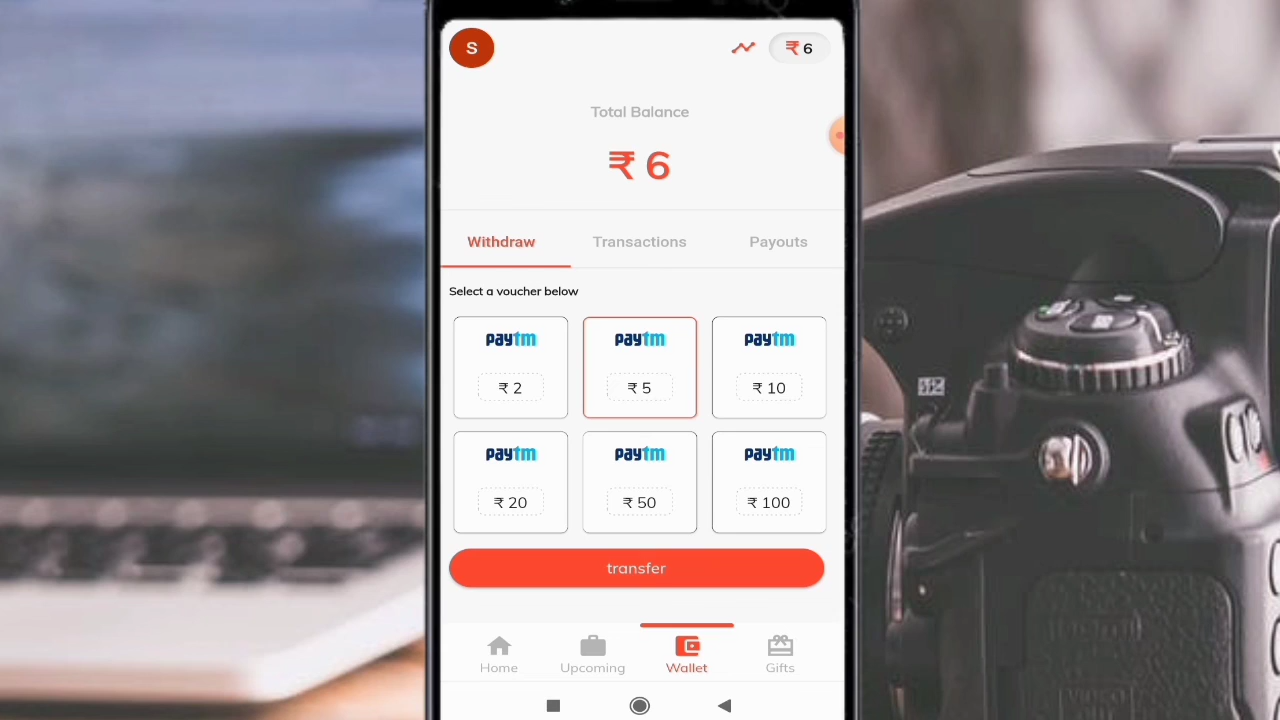 S
₹ 6
Total Balance
₹ 6
Withdraw Transactions Payouts
Select a voucher below
paytm paytm paytm
₹ 2 ₹ 5 ₹ 10
paytm paytm paytm
₹ 20 ₹ 50 ₹ 100
transfer
Home Upcoming Wallet Gifts